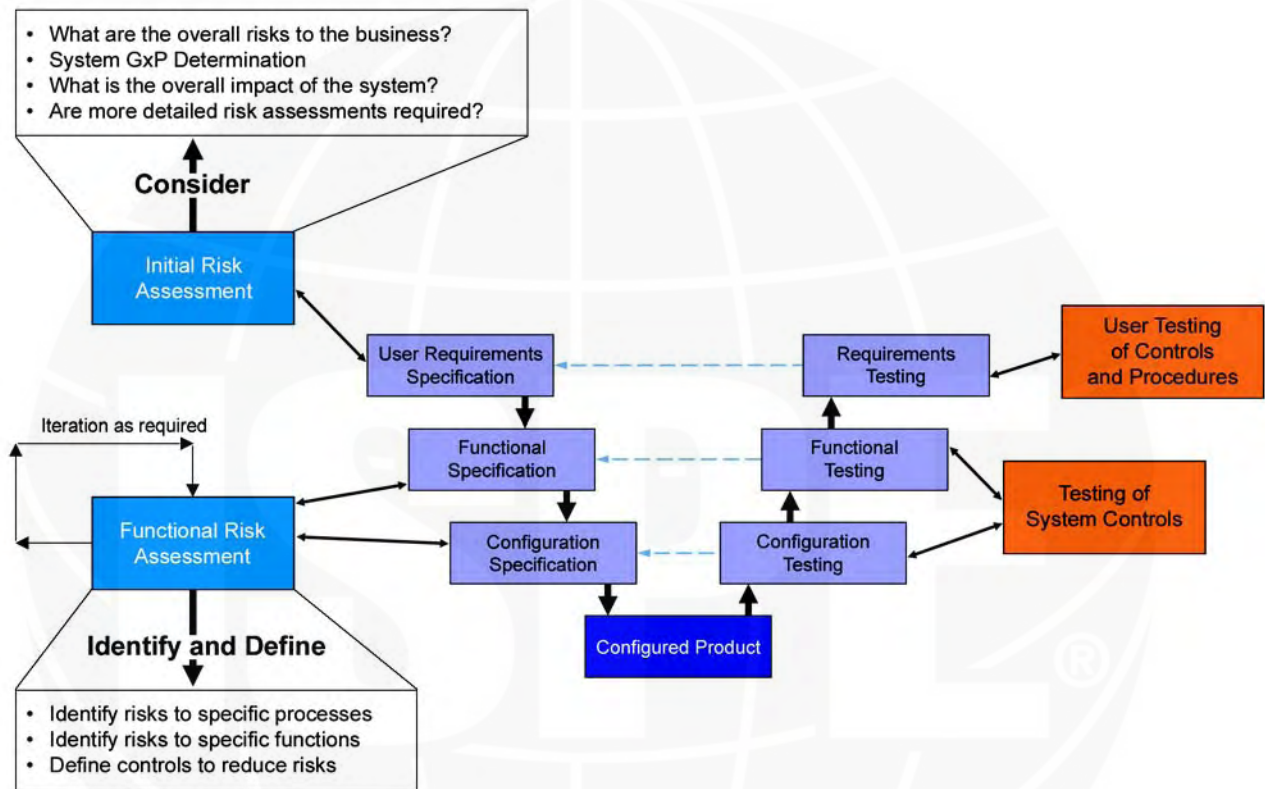 • What are the overall risks to the business?
• System GxP Determination
• What is the overall impact of the system?
• Are more detailed risk assessments required?
Consider
Initial Risk
Assessment
User Requirements
Specification
Requirements
Testing
User Testing
of Controls
and Procedures
Iteration as required
Functional
Specification
Functional
Testing
Functional Risk
Assessment
Configuration
Specification
Configuration
Testing
Testing of
System Controls
Configured Product
Identify and Define
• Identify risks to specific processes
• Identify risks to specific functions
• Define controls to reduce risks
ISPE
®